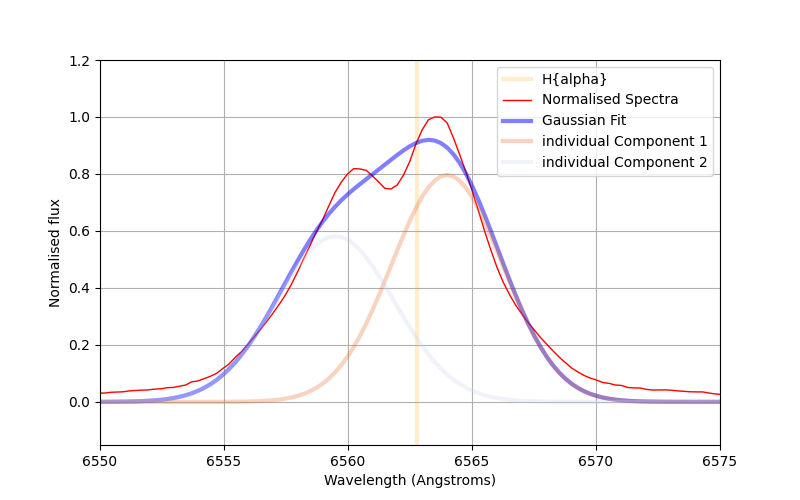 1.2
1.0
0.8
0.6
0.4
0.2
0.0
Normalised flux
H{alpha}
Normalised Spectra
Gaussian Fit
individual Component 1
individual Component 2
6550 6555 6560 6565 6570 6575
Wavelength (Angstroms)